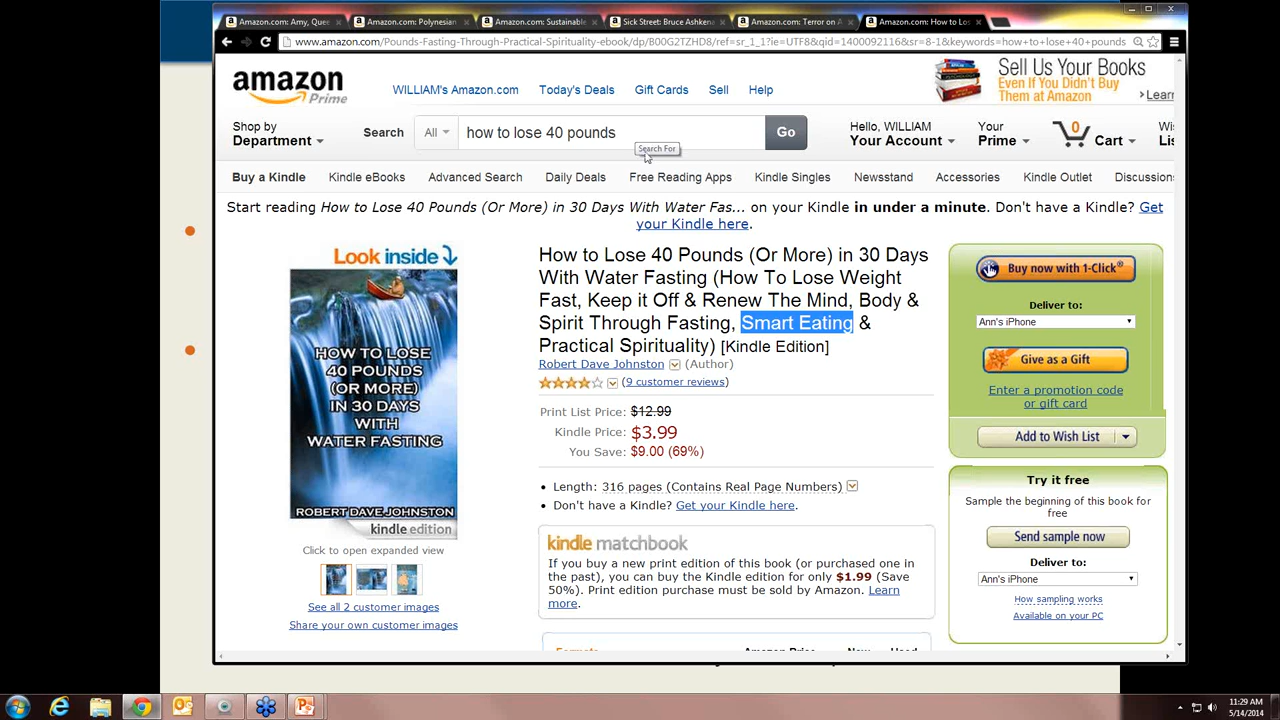 Amazon.com: Amy, Quee
Amazon.com: Polynesian
Amazon.com: Sustainable
Sick Street: Bruce Ashkena
Amazon.com: Terror on A
Amazon.com: How to Los
www.amazon.com/Pounds-Fasting-Through-Practical-Spirituality-ebook/dp/B00G2TZHD8/ref=sr_1_1?ie=UTF8&qid=1400092116&sr=8-1&keywords=how+to+lose+40+pounds
amazon
Prime
WILLIAM's Amazon.com
Today's Deals
Gift Cards
Sell
Help
Sell Us Your Books
Even If You Didn't Buy
Them at Amazon
Learn
Shop by
Department
Search
All
how to lose 40 pounds
Go
Search For
Hello, WILLIAM
Your Account
Your
Prime
0
Cart
Wi
Lis
Buy a Kindle
Kindle eBooks
Advanced Search
Daily Deals
Free Reading Apps
Kindle Singles
Newsstand
Accessories
Kindle Outlet
Discussion
Start reading How to Lose 40 Pounds (Or More) in 30 Days With Water Fas... on your Kindle in under a minute. Don't have a Kindle? Get
your Kindle here.
Look inside
HOW TO LOSE
40 POUNDS
(OR MORE)
IN 30 DAYS
WITH
WATER FASTING
ROBERT DAVE JOHNSTON
kindle edition
Click to open expanded view
See all 2 customer images
Share your own customer images
How to Lose 40 Pounds (Or More) in 30 Days
With Water Fasting (How To Lose Weight
Fast, Keep it Off & Renew The Mind, Body &
Spirit Through Fasting, Smart Eating &
Practical Spirituality) [Kindle Edition]
Robert Dave Johnston (Author)
(9 customer reviews)
Print List Price: $12.99
Kindle Price: $3.99
You Save: $9.00 (69%)
Length: 316 pages (Contains Real Page Numbers)
Don't have a Kindle? Get your Kindle here.
kindle matchbook
If you buy a new print edition of this book (or purchased one in
the past), you can buy the Kindle edition for only $1.99 (Save
50%). Print edition purchase must be sold by Amazon. Learn
more.
Formats
Amazon Price
New
Used
Buy now with 1-Click®
Deliver to:
Ann's iPhone
Give as a Gift
Enter a promotion code
or gift card
Add to Wish List
Try it free
Sample the beginning of this book for
free
Send sample now
Deliver to:
Ann's iPhone
How sampling works
Available on your PC
11:29 AM
5/14/2014